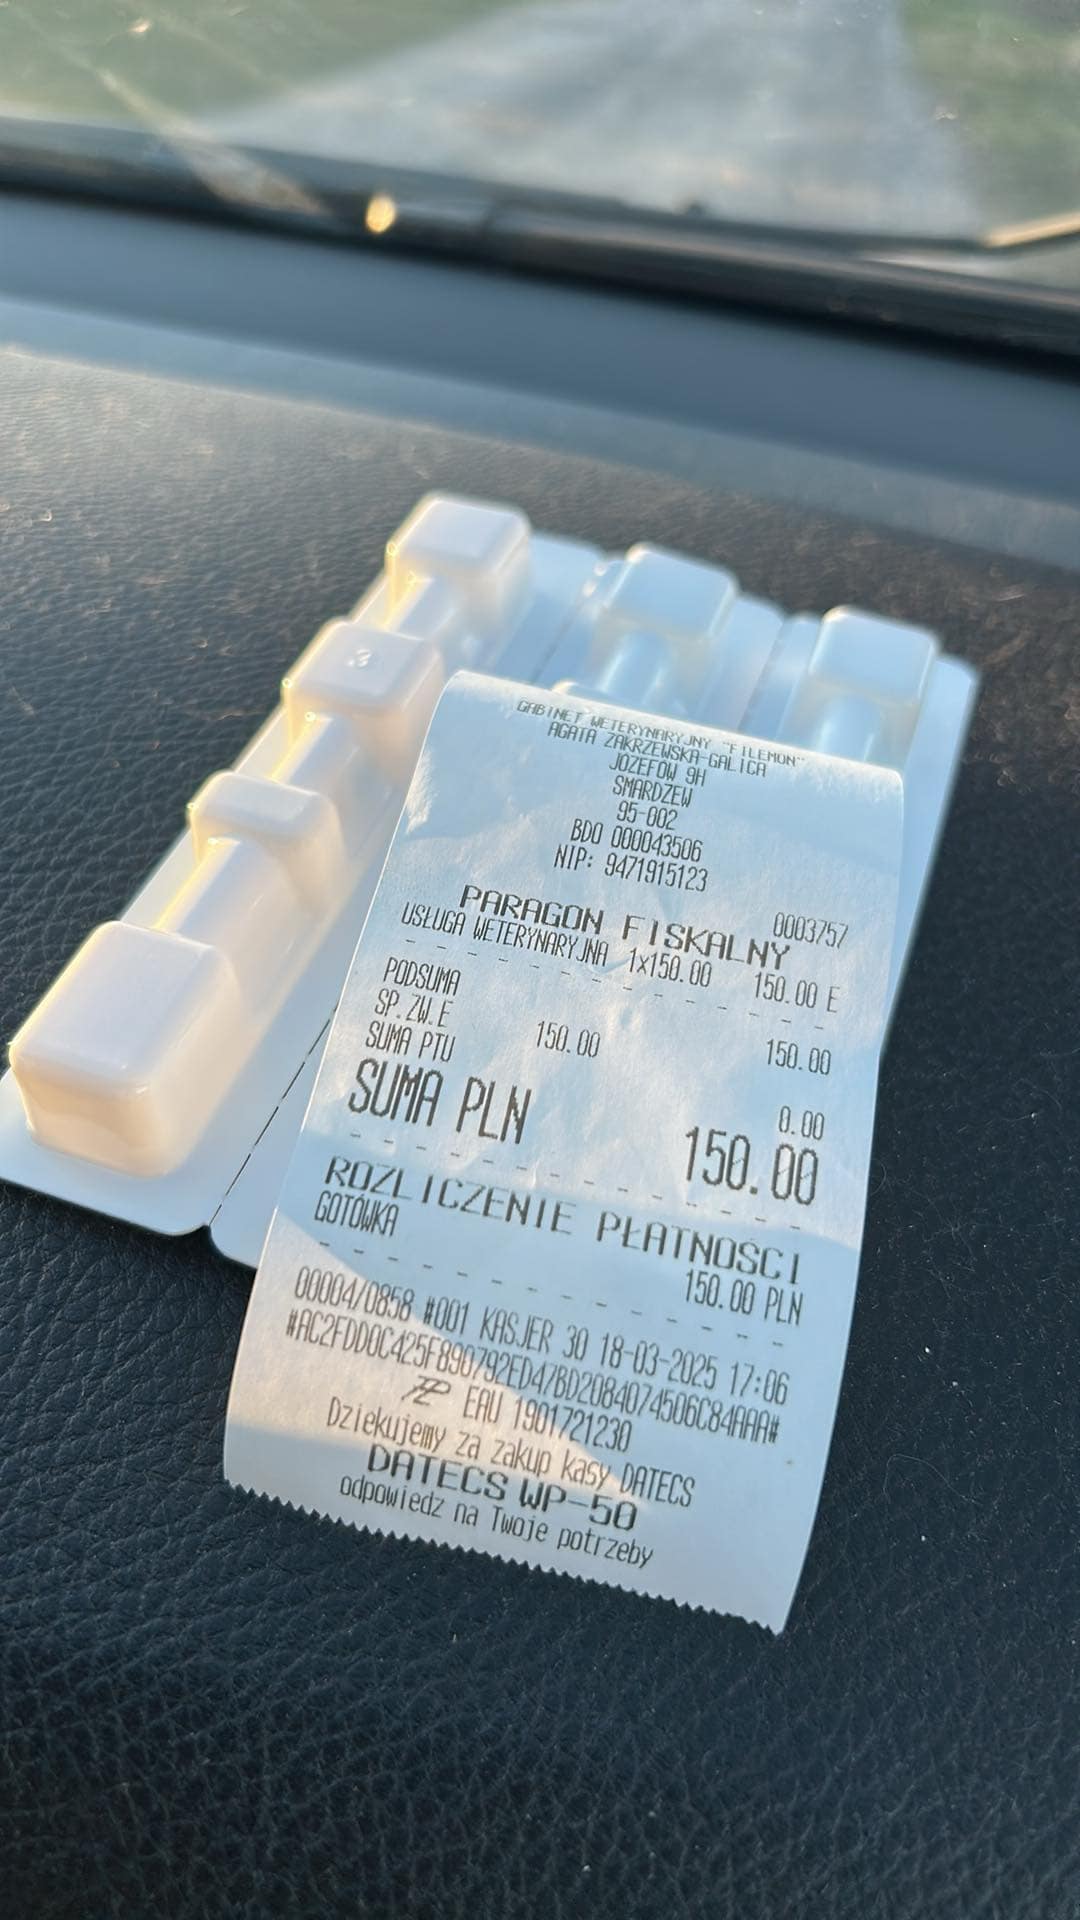 GABINET WETERYNARYJNY "FILEMON"
AGATA ZAKRZEWSKA-GALICA
JÓZEFÓW 9H
SMARDZEW
95-002
BDO 000043506
NIP: 9471915123
0003757
PARAGON FISKALNY
USŁUGA WETERYNARYJNA 1x150.00 150.00 E
PODSUMA 150.00
SP.ZW.E 150.00
SUMA PTU 0.00
SUMA PLN 150.00
ROZLICZENIE PŁATNOŚCI
GOTÓWKA 150.00 PLN
00004/0858 #001 KASJER 30 18-03-2025 17:06
#AC2FDD0C425F890792ED47BD2084074506C84AAA#
EAU 1901721230
Dziekujemy za zakup kasy DATECS
DATECS WP-50
odpowiedz na Twoje potrzeby